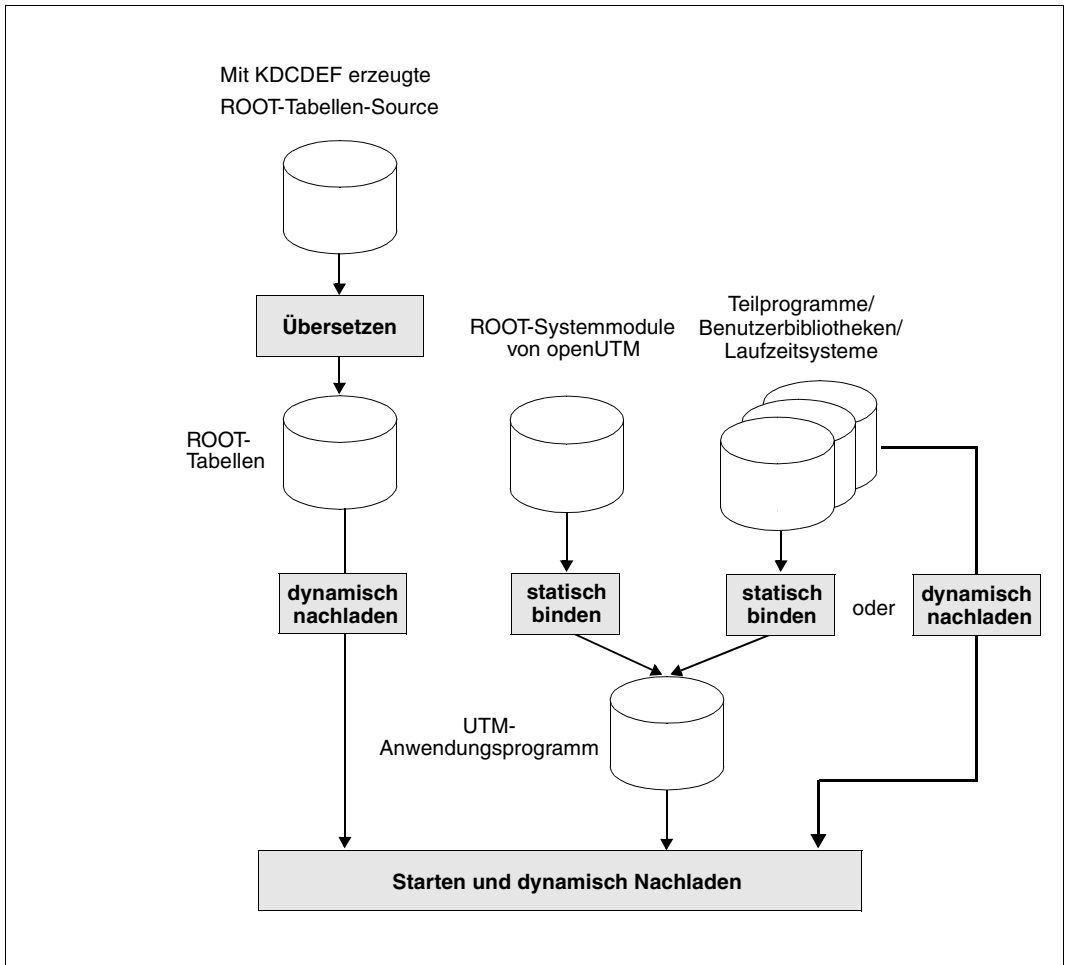 Mit KDCDEF erzeugte
ROOT-Tabellen-Source
Übersetzen
ROOT-Systemmodule
von openUTM
Teilprogramme/
Benutzerbibliotheken/
Laufzeitsysteme
ROOT-
Tabellen
dynamisch
nachladen
statisch
binden
statisch
binden
oder
dynamisch
nachladen
UTM-
Anwendungsprogramm
Starten und dynamisch Nachladen